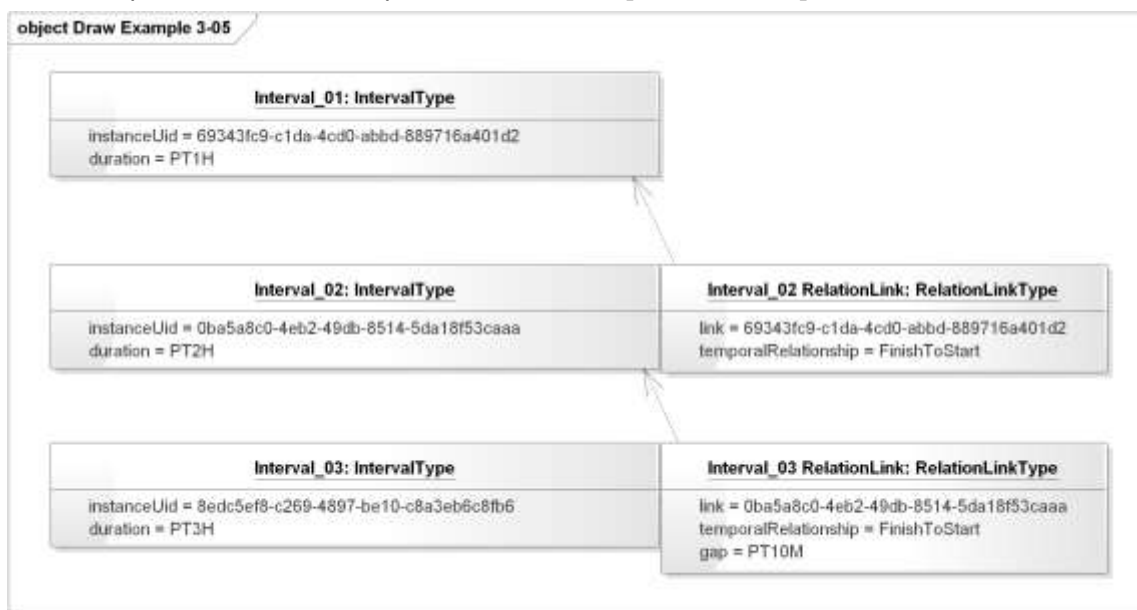 object Draw Example 3-05
Interval_01: IntervalType
instanceUid = 69343fc9-c1da-4cd0-abbd-889716a401d2
duration = PT1H
Interval_02: IntervalType
instanceUid = 0ba5a8c0-4eb2-49db-8514-5da18f53caaa
duration = PT2H
Interval_02 RelationLink: RelationLinkType
link = 69343fc9-c1da-4cd0-abbd-889716a401d2
temporalRelationship = FinishToStart
Interval_03: IntervalType
instanceUid = 8edc5ef8-c269-4897-be10-c8a3eb6c8fb6
duration = PT3H
Interval_03 RelationLink: RelationLinkType
link = 0ba5a8c0-4eb2-49db-8514-5da18f53caaa
temporalRelationship = FinishToStart
gap = PT10M